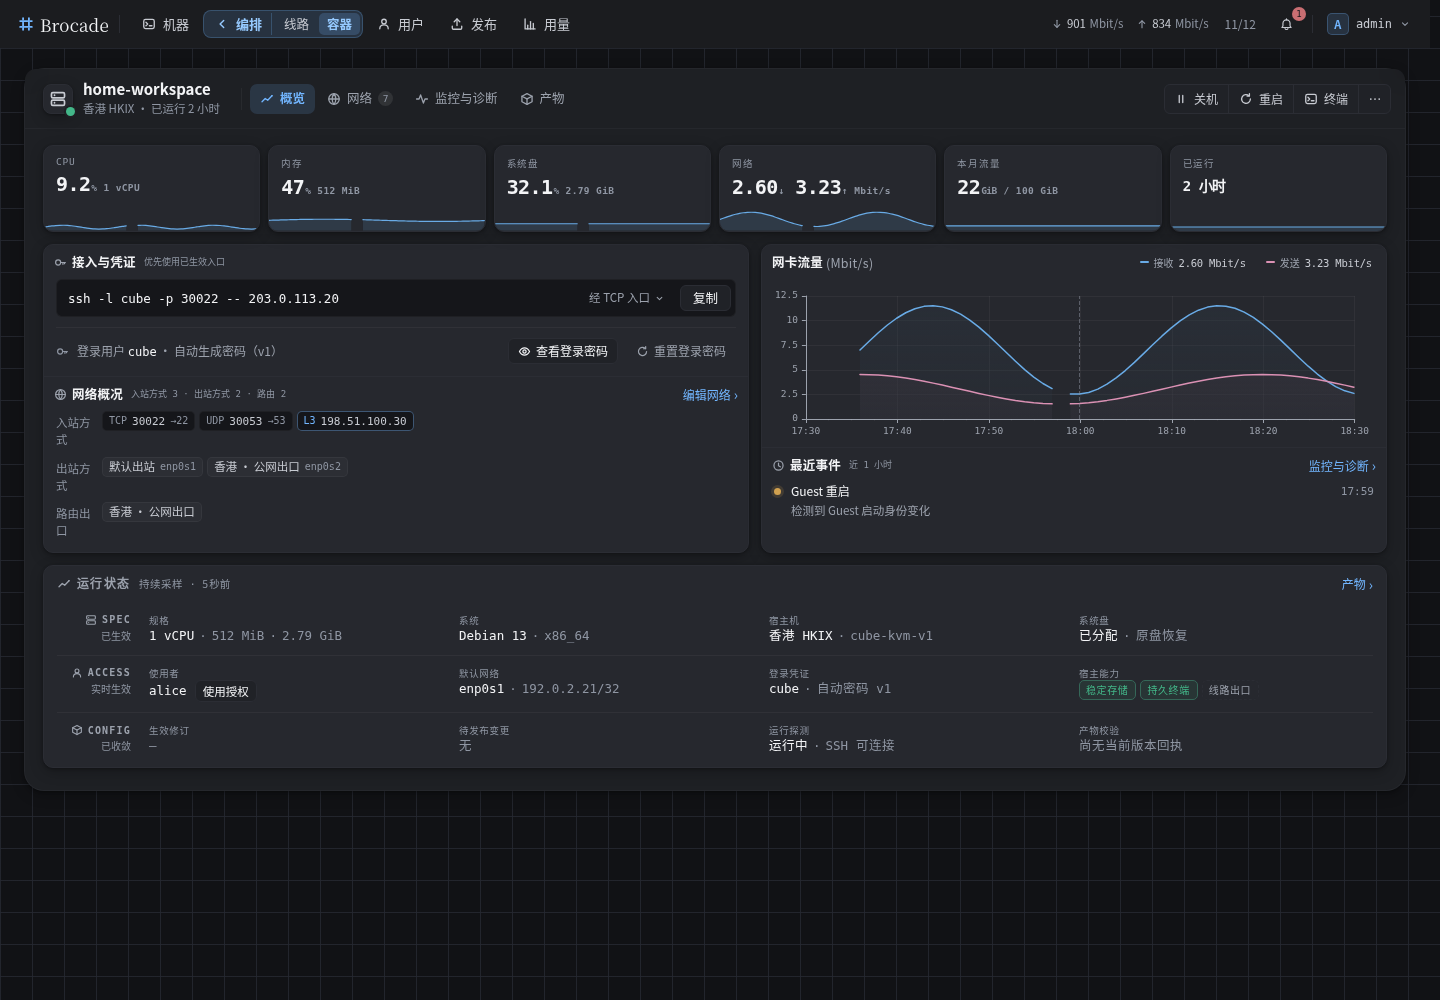 Brocade
机器
编排
线路
容器
用户
发布
用量
901 Mbit/s
834 Mbit/s
11/12
1
A
admin
home-workspace
香港 HKIX · 已运行 2 小时
概览
网络 7
监控与诊断
产物
关机
重启
终端
CPU
9.2% 1 vCPU
内存
47% 512 MiB
系统盘
32.1% 2.79 GiB
网络
2.60↓ 3.23↑ Mbit/s
本月流量
22GiB / 100 GiB
已运行
2 小时
接入与凭证 优先使用已生效入口
ssh -l cube -p 30022 -- 203.0.113.20
经 TCP 入口
复制
登录用户 cube · 自动生成密码（v1）
查看登录密码
重置登录密码
网络概况 入站方式 3 · 出站方式 2 · 路由 2
编辑网络 ›
入站方式
TCP 30022 →22
UDP 30053 →53
L3 198.51.100.30
出站方式
默认出站 enp0s1
香港 · 公网出口 enp0s2
路由出口
香港 · 公网出口
网卡流量 (Mbit/s)
接收 2.60 Mbit/s
发送 3.23 Mbit/s
12.5
10
7.5
5
2.5
0
17:30
17:40
17:50
18:00
18:10
18:20
18:30
最近事件 近 1 小时
监控与诊断 ›
Guest 重启
17:59
检测到 Guest 启动身份变化
运行状态 持续采样 · 5秒前
产物 ›
SPEC
已生效
规格
1 vCPU · 512 MiB · 2.79 GiB
系统
Debian 13 · x86_64
宿主机
香港 HKIX · cube-kvm-v1
系统盘
已分配 · 原盘恢复
ACCESS
实时生效
使用者
alice 使用授权
默认网络
enp0s1 · 192.0.2.21/32
登录凭证
cube · 自动密码 v1
宿主能力
稳定存储 持久终端 线路出口
CONFIG
已收敛
生效修订
—
待发布变更
无
运行探测
运行中 · SSH 可连接
产物校验
尚无当前版本回执